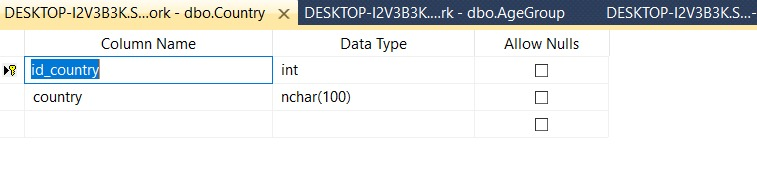 DESKTOP-I2V3B3K.S...ork - dbo.Country DESKTOP-I2V3B3K....rk - dbo.AgeGroup DESKTOP-I2V3B3K.S...-
Column Name Data Type Allow Nulls
id_country int
country nchar(100)